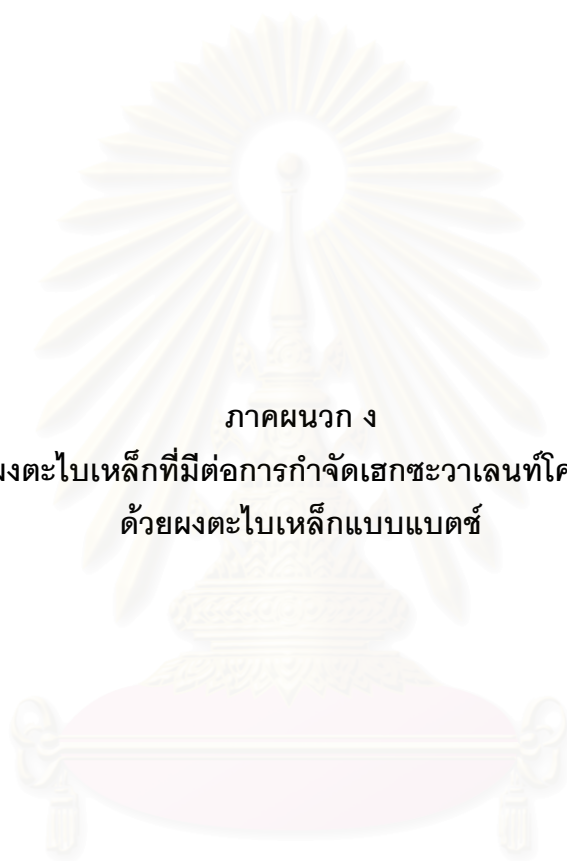 ภาคผนวก ง
ผงตะไบเหล็กที่มีต่อการกำจัดเฮกซะวาเลนท์โค
ด้วยผงตะไบเหล็กแบบแบตช์